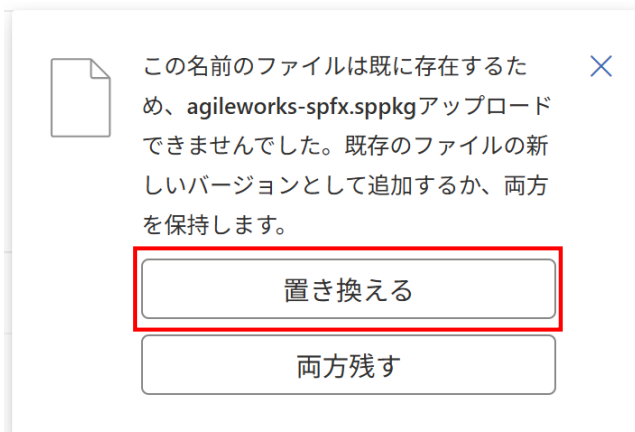 この名前のファイルは既に存在するた
め、agileworks-spfx.sppkgアップロード
できませんでした。既存のファイルの新
しいバージョンとして追加するか、両方
を保持します。
置き換える
両方残す